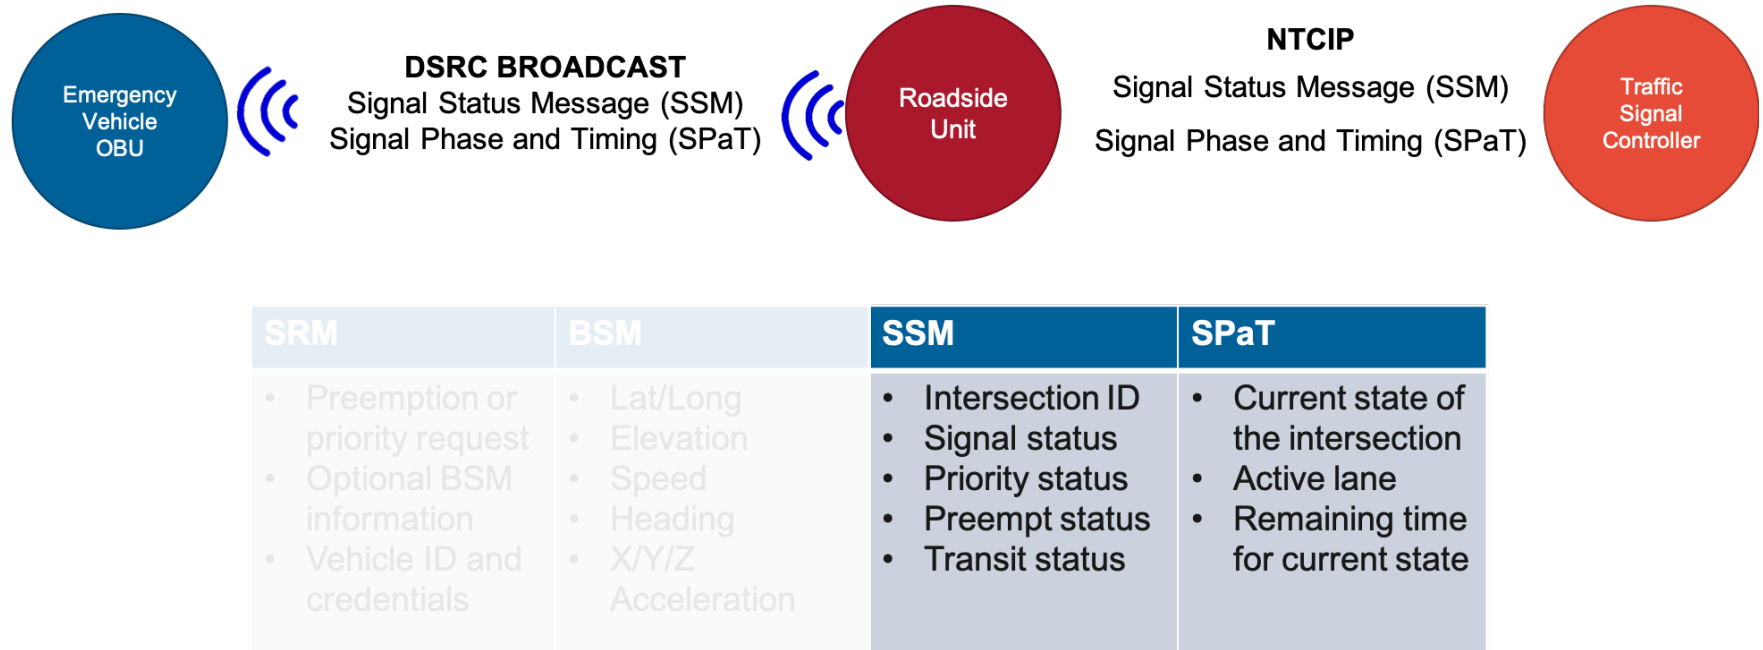 Emergency
Vehicle
OBU
DSRC BROADCAST
Signal Status Message (SSM)
Signal Phase and Timing (SPaT)
Roadside
Unit
NTCIP
Signal Status Message (SSM)
Signal Phase and Timing (SPaT)
Traffic
Signal
Controller
SRM
• Preemption or
priority request
• Optional BSM
information
• Vehicle ID and
credentials
BSM
• Lat/Long
• Elevation
• Speed
• Heading
• X/Y/Z
Acceleration
SSM
• Intersection ID
• Signal status
• Priority status
• Preempt status
• Transit status
SPaT
• Current state of
the intersection
• Active lane
• Remaining time
for current state